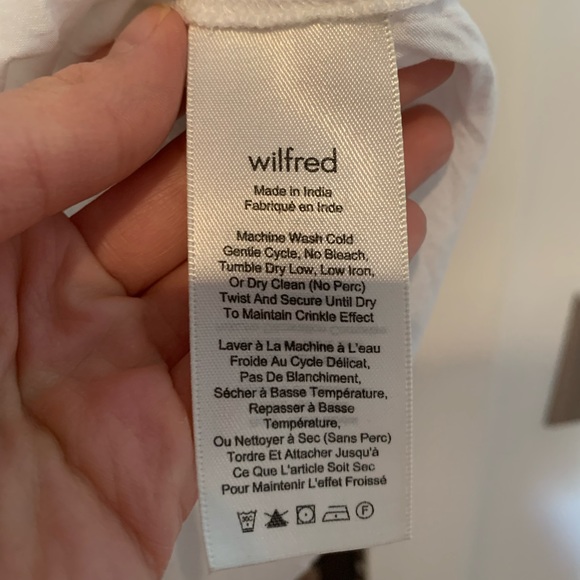 wilfred
Made in India
Fabriqué en Inde
Machine Wash Cold
Gentle Cycle, No Bleach,
Tumble Dry Low, Low Iron,
Or Dry Clean (No Perc)
Twist And Secure Until Dry
To Maintain Crinkle Effect
Laver à La Machine à L'eau
Froide Au Cycle Délicat,
Pas De Blanchiment,
Sécher à Basse Température,
Repasser à Basse
Température,
Ou Nettoyer à Sec (Sans Perc)
Tordre Et Attacher Jusqu'à
Ce Que L'article Soit Sec
Pour Maintenir L'effet Froissé
30C F